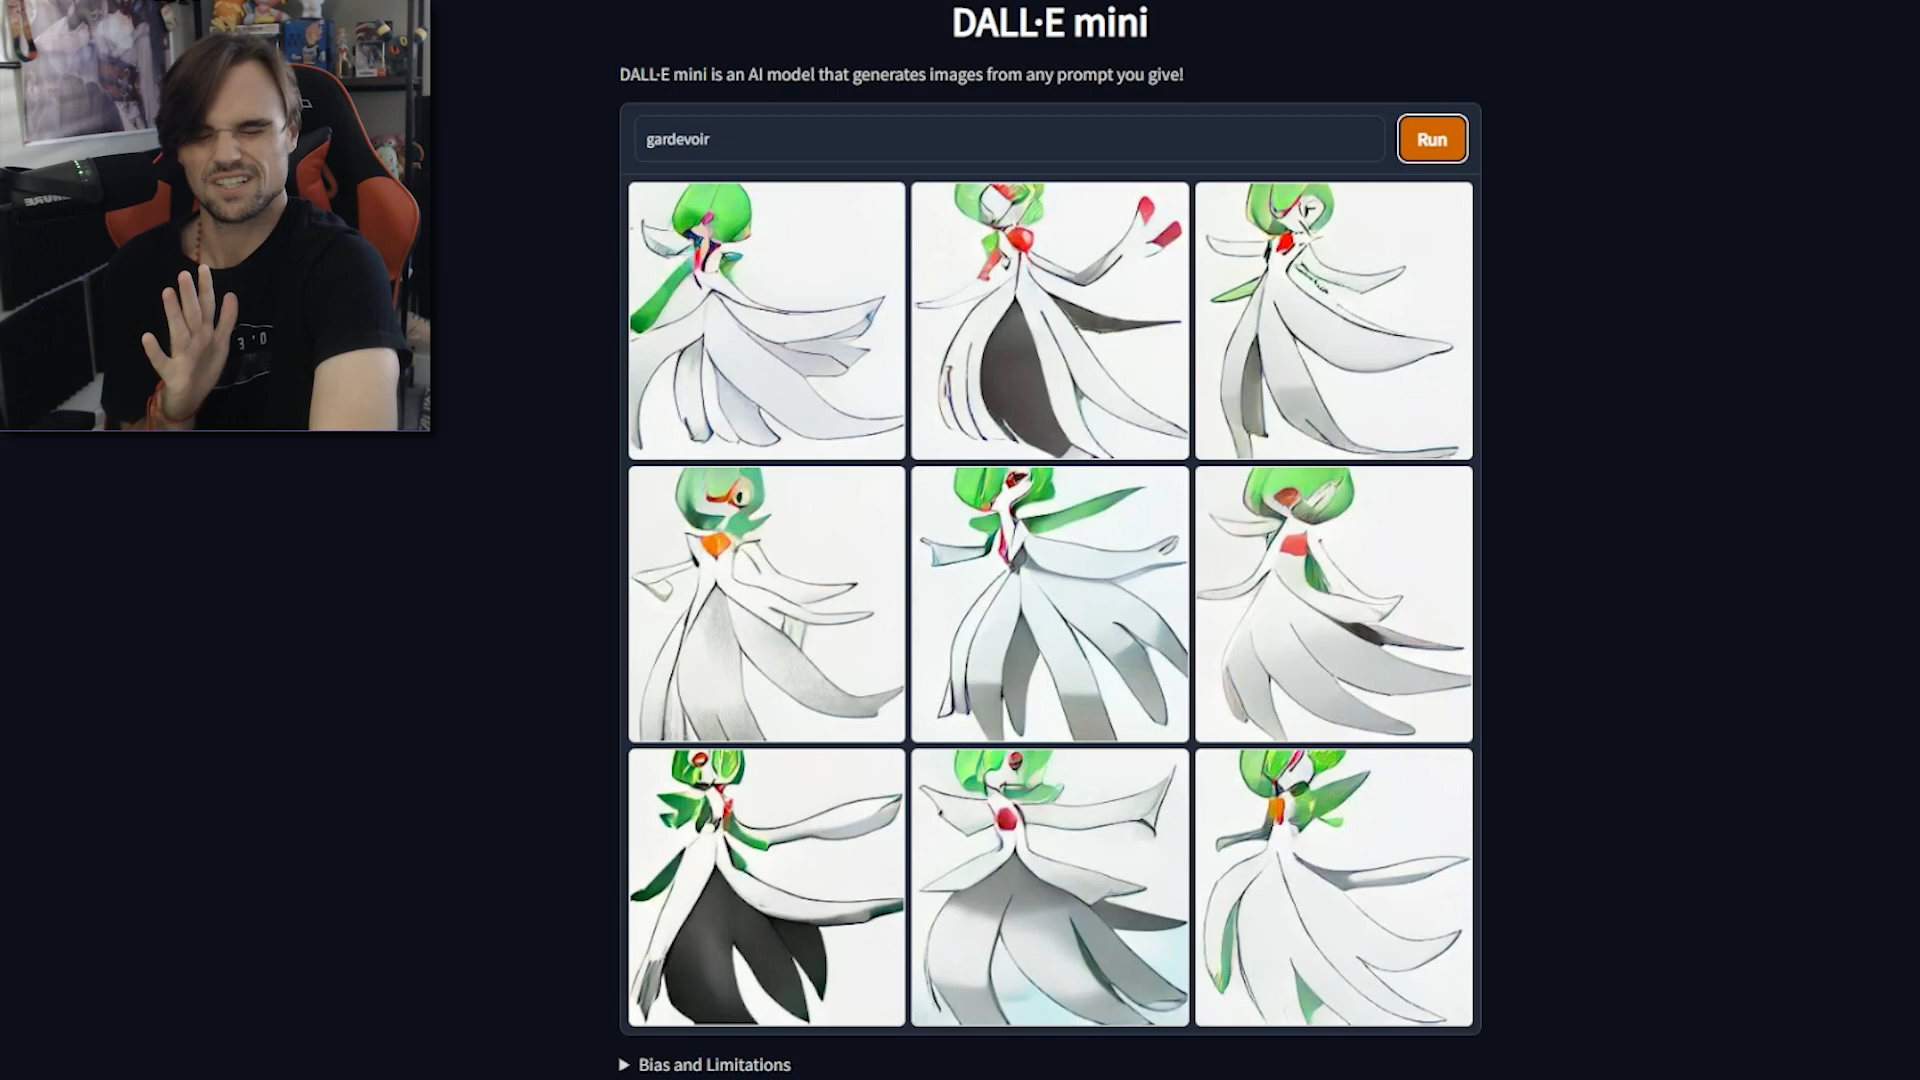 DALL·E mini
DALL·E mini is an AI model that generates images from any prompt you give!
gardevoir
Run
Bias and Limitations